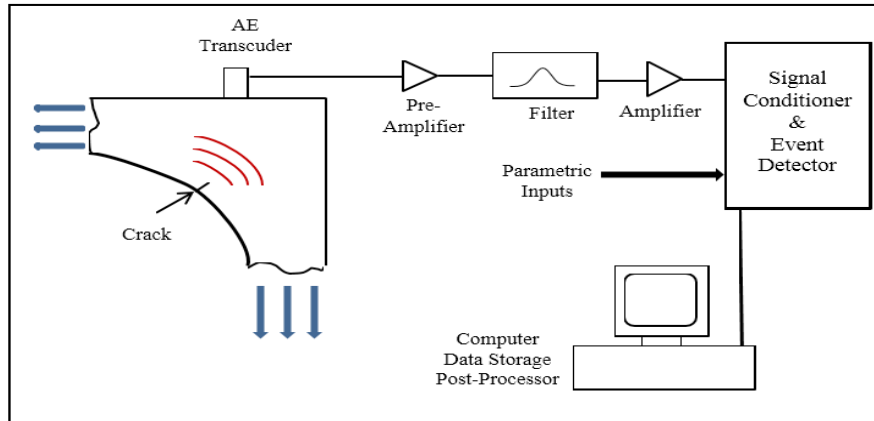 AE
Transcuder
Pre-
Amplifier
Filter
Amplifier
Signal
Conditioner
&
Event
Detector
Parametric
Inputs
Crack
Computer
Data Storage
Post-Processor